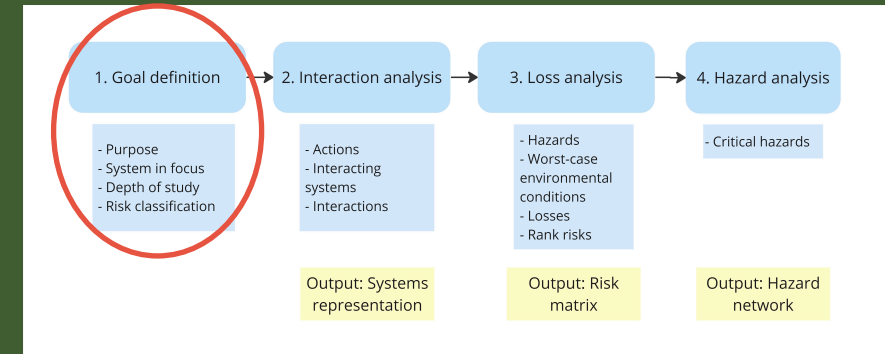 1. Goal definition
2. Interaction analysis
3. Loss analysis
4. Hazard analysis
- Purpose
- System in focus
- Depth of study
- Risk classification
- Actions
- Interacting
systems
- Interactions
- Hazards
- Worst-case
environmental
conditions
- Losses
- Rank risks
- Critical hazards
Output: Systems
representation
Output: Risk
matrix
Output: Hazard
network